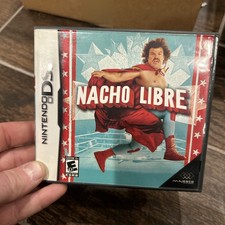 NINTENDO DS
NACHO LIBRE
E